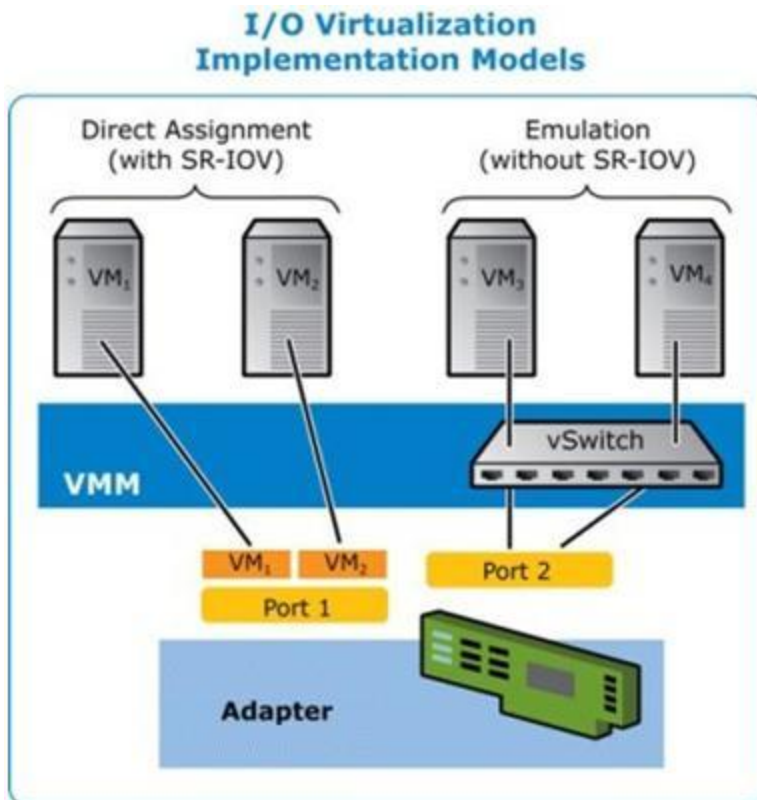 I/O Virtualization
Implementation Models
Direct Assignment
(with SR-IOV)
Emulation
(without SR-IOV)
VM₁
VM₂
VM₃
VM₄
vSwitch
VMM
VM₁
VM₂
Port 1
Port 2
Adapter